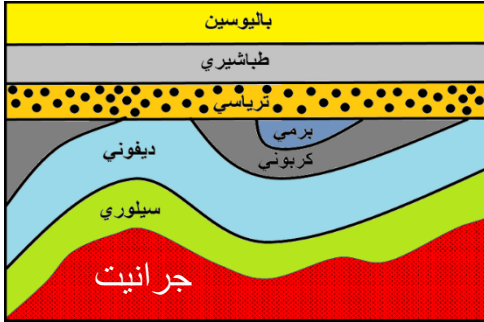 باليوسين
طباشيري
ترياسي
برمي
ديفوني
كربوني
سيلوري
جرانيت